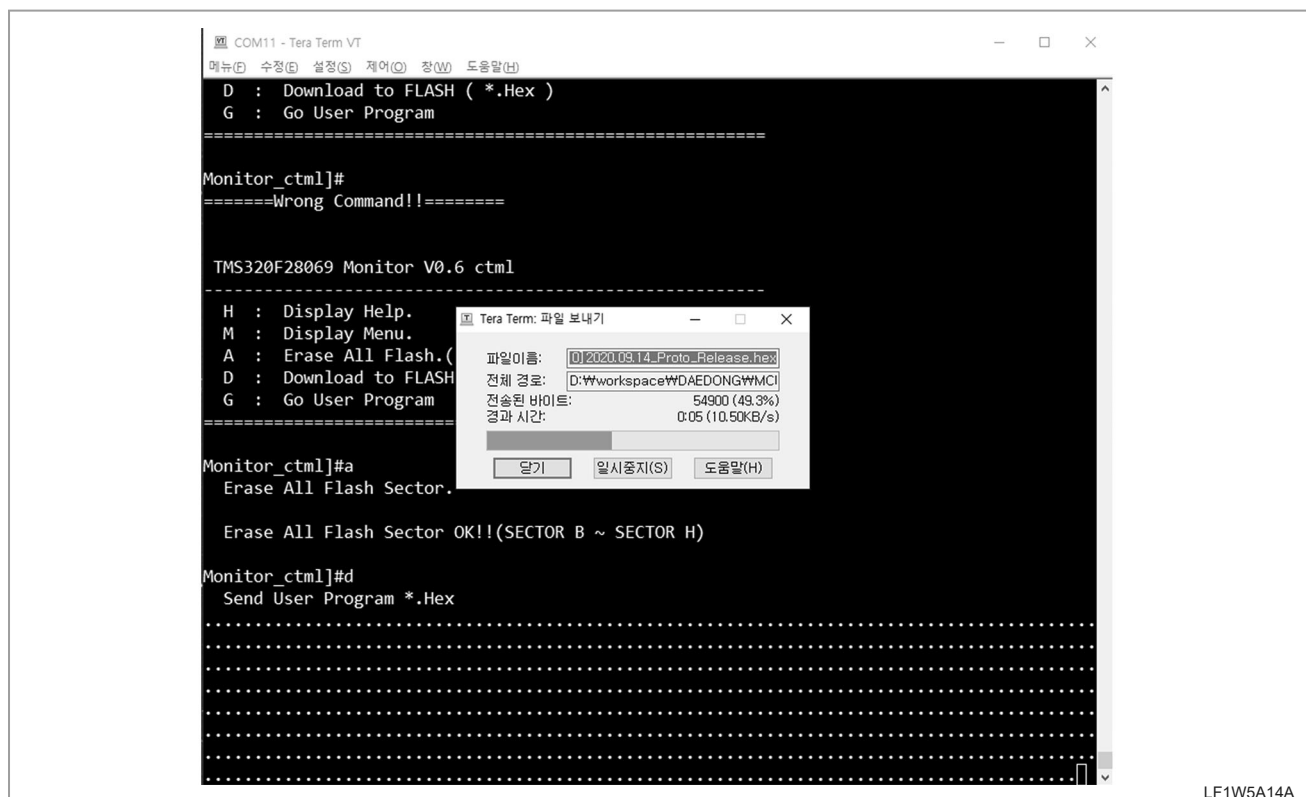 COM11 - Tera Term VT
메뉴(F) 수정(E) 설정(S) 제어(O) 창(W) 도움말(H)
D : Download to FLASH ( *.Hex )
G : Go User Program
========================================================
Monitor_ctml]#
=======Wrong Command!!========
TMS320F28069 Monitor V0.6 ctml
--------------------------------------------------------
H : Display Help.
M : Display Menu.
A : Erase All Flash.(
D : Download to FLASH
G : Go User Program
=========================
Monitor_ctml]#a
Erase All Flash Sector.
Erase All Flash Sector OK!!(SECTOR B ~ SECTOR H)
Monitor_ctml]#d
Send User Program *.Hex
Tera Term: 파일 보내기
파일이름: 0]2020.09.14_Proto_Release.hex
전체 경로: D:₩workspace₩DAEDONG₩MC
전송된 바이트: 54900 (49.3%)
경과 시간: 0:05 (10.50KB/s)
닫기 일시중지(S) 도움말(H)
LF1W5A14A